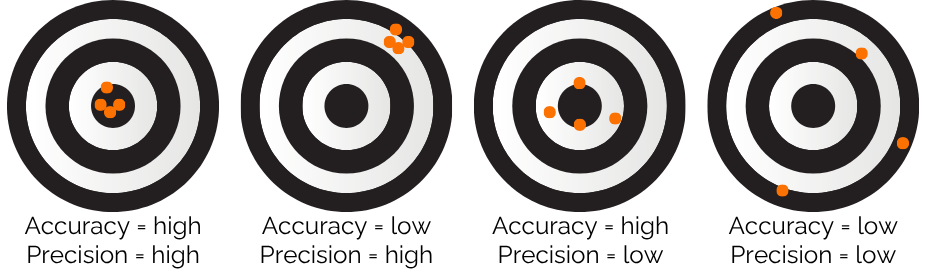 Accuracy = high
Precision = high
Accuracy = low
Precision = high
Accuracy = high
Precision = low
Accuracy = low
Precision = low